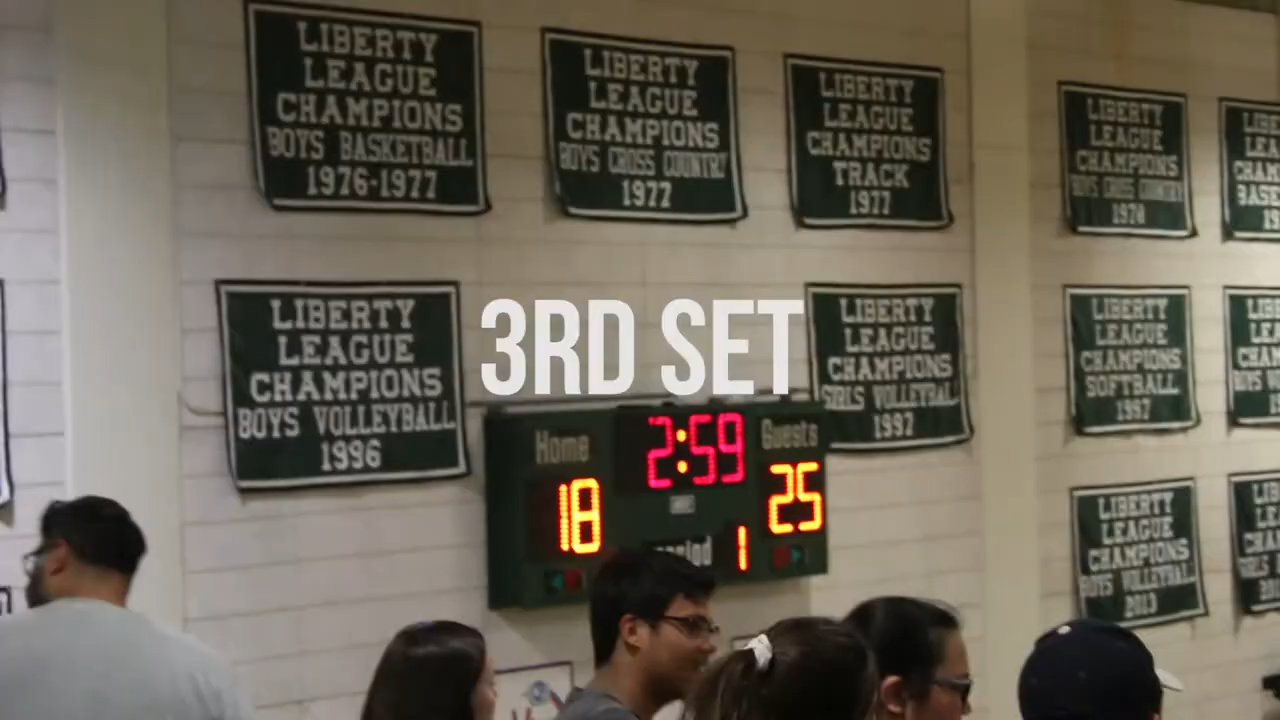 LIBERTY
LEAGUE
CHAMPIONS
BOYS BASKETBALL
1976-1977
LIBERTY
LEAGUE
CHAMPIONS
BOYS CROSS COUNTRY
1977
LIBERTY
LEAGUE
CHAMPIONS
TRACK
1977
LIBERTY
LEAGUE
CHAMPIONS
BOYS CROSS COUNTRY
LIBERTY
LEAGUE
CHAMPIONS
BOYS VOLLEYBALL
1996
3RD SET
LIBERTY
LEAGUE
CHAMPIONS
GIRLS VOLLEYBALL
1997
LIBERTY
LEAGUE
CHAMPIONS
SOFTBALL
1997
Home
2:59
Guests
18
25
1
LIBERTY
LEAGUE
CHAMPIONS
BOYS VOLLEYBALL
2013